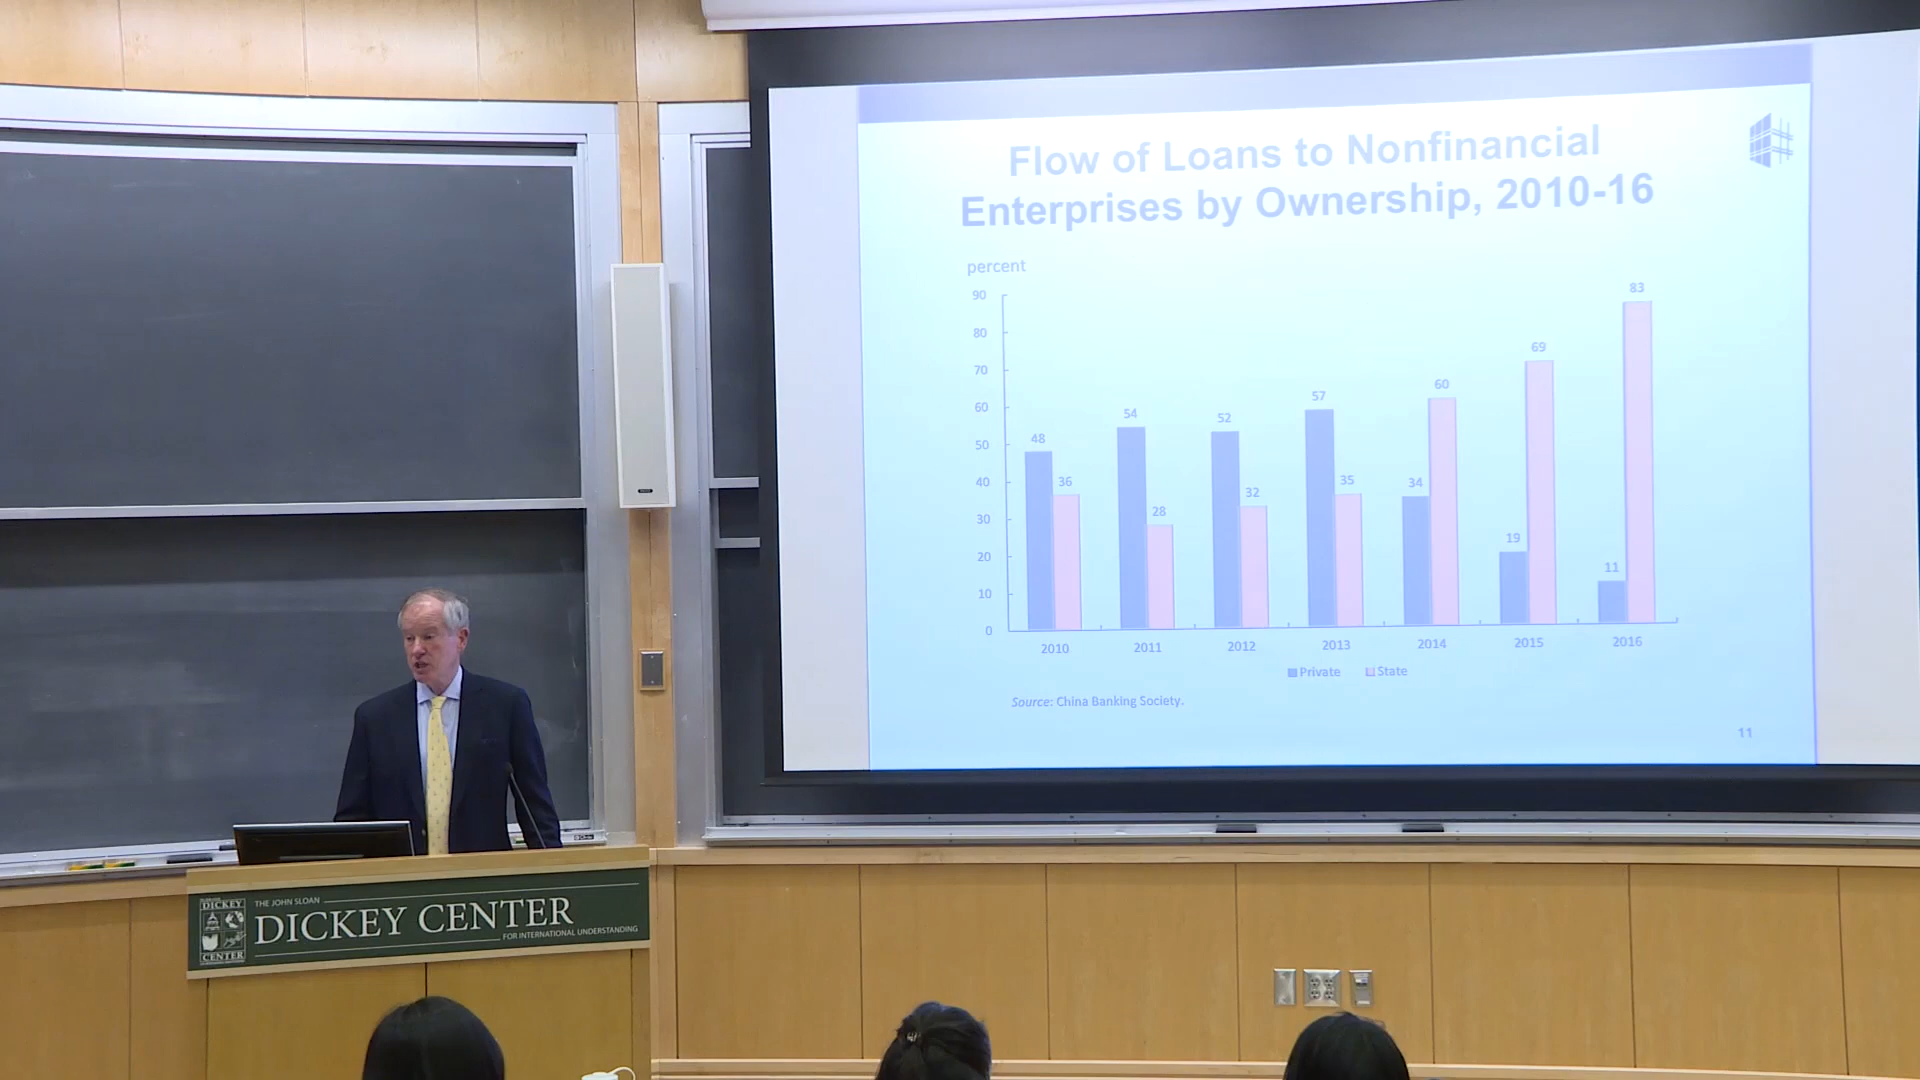 Flow of Loans to Nonfinancial
Enterprises by Ownership, 2010-16
percent
90
80
70
60
50
40
30
20
10
0
48
36
54
28
52
32
57
35
34
60
19
69
11
83
2010
2011
2012
2013
2014
2015
2016
Private
State
Source: China Banking Society.
11
DICKEY
CENTER
THE JOHN SLOAN
DICKEY CENTER
FOR INTERNATIONAL UNDERSTANDING